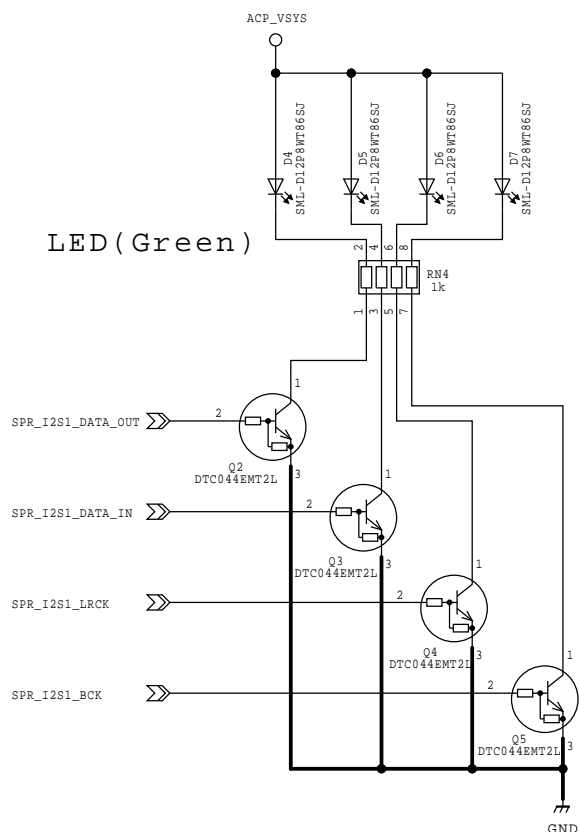 ACP_VSYS
D4
SML-D12P8WT86SJ
D5
SML-D12P8WT86SJ
D6
SML-D12P8WT86SJ
D7
SML-D12P8WT86SJ
LED(Green)
2
4
6
8
RN4
1k
1
3
5
7
1
2
SPR_I2S1_DATA_OUT
Q2
3
DTC044EMT2L
1
2
SPR_I2S1_DATA_IN
Q3
3
DTC044EMT2L
1
2
SPR_I2S1_LRCK
Q4
3
DTC044EMT2L
1
2
SPR_I2S1_BCK
Q5
3
DTC044EMT2L
GND